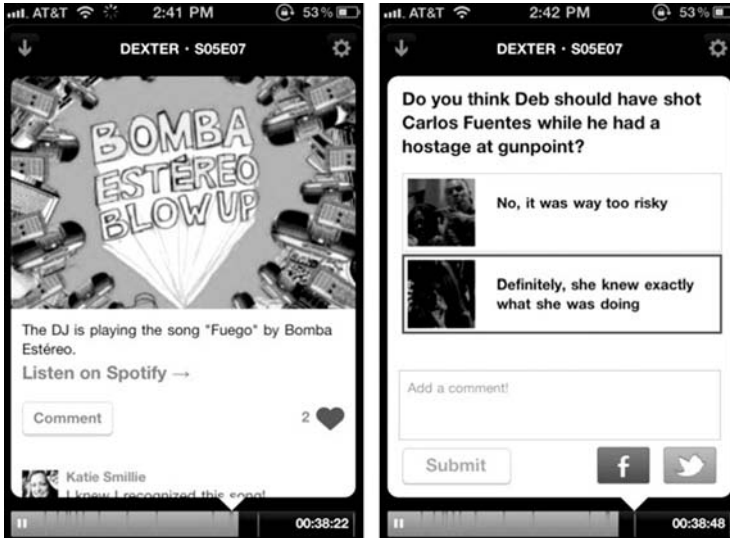 AT&T 2:41 PM 53%
DEXTER · S05E07
BOMBA
ESTÉREO
BLOW UP
The DJ is playing the song "Fuego" by Bomba
Estéreo.
Listen on Spotify →
Comment 2
Katie Smillie
I knew I recognized this song!
00:38:22
AT&T 2:42 PM 53%
DEXTER · S05E07
Do you think Deb should have shot
Carlos Fuentes while he had a
hostage at gunpoint?
No, it was way too risky
Definitely, she knew exactly
what she was doing
Add a comment!
Submit f
00:38:48